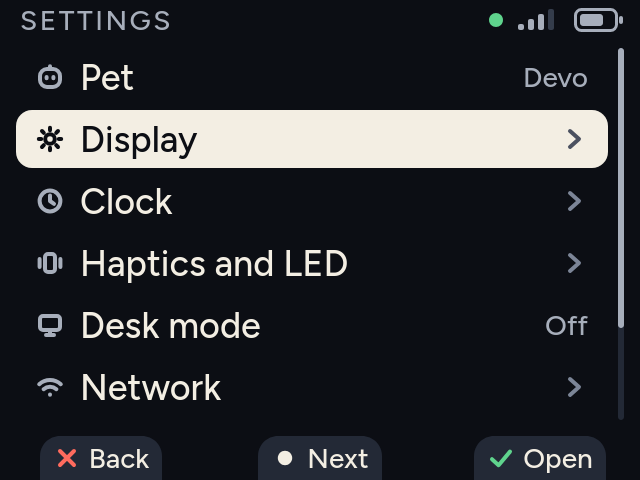 SETTINGS
Pet Devo
Display
Clock
Haptics and LED
Desk mode Off
Network
Back Next Open